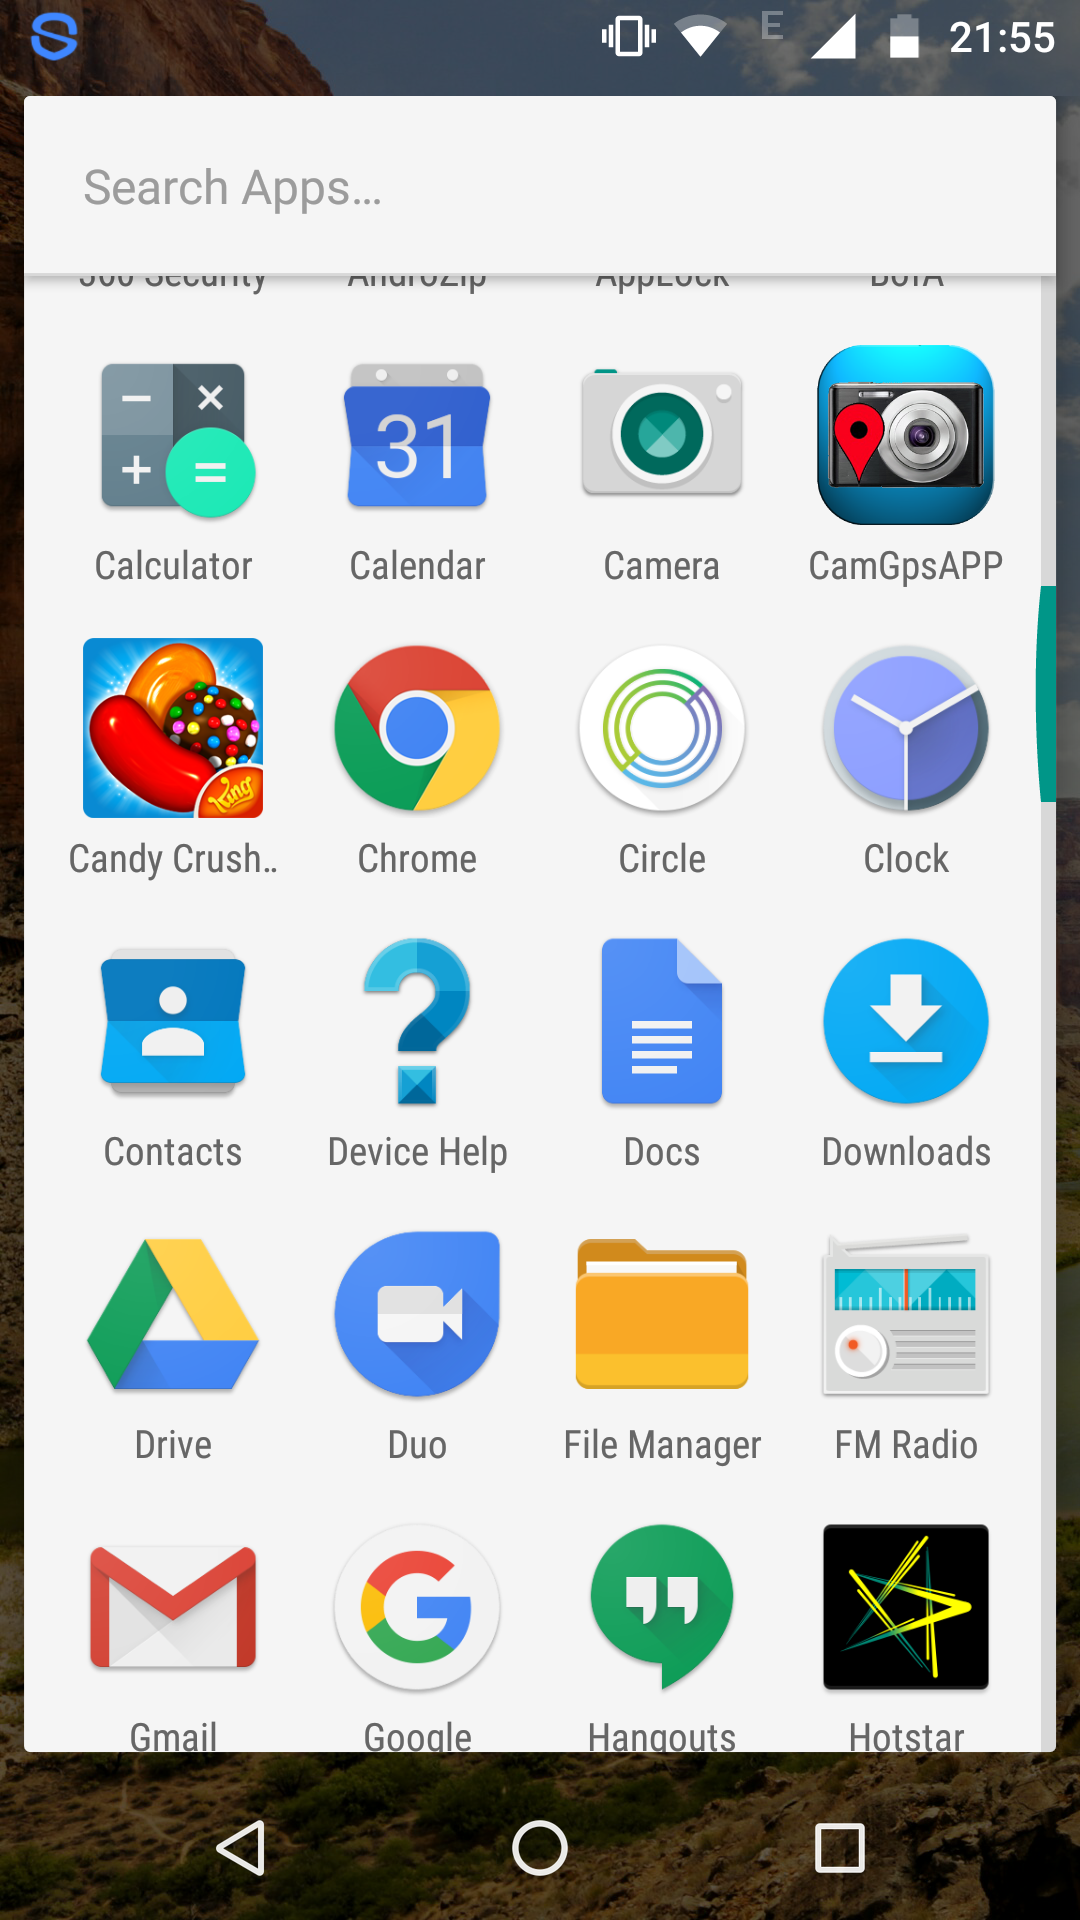 E 21:55
Search Apps...
360 Security AndroZip AppLock BofA
31
Calculator Calendar Camera CamGpsAPP
King
Candy Crush.. Chrome Circle Clock
Contacts Device Help Docs Downloads
Drive Duo File Manager FM Radio
Gmail Google Hangouts Hotstar